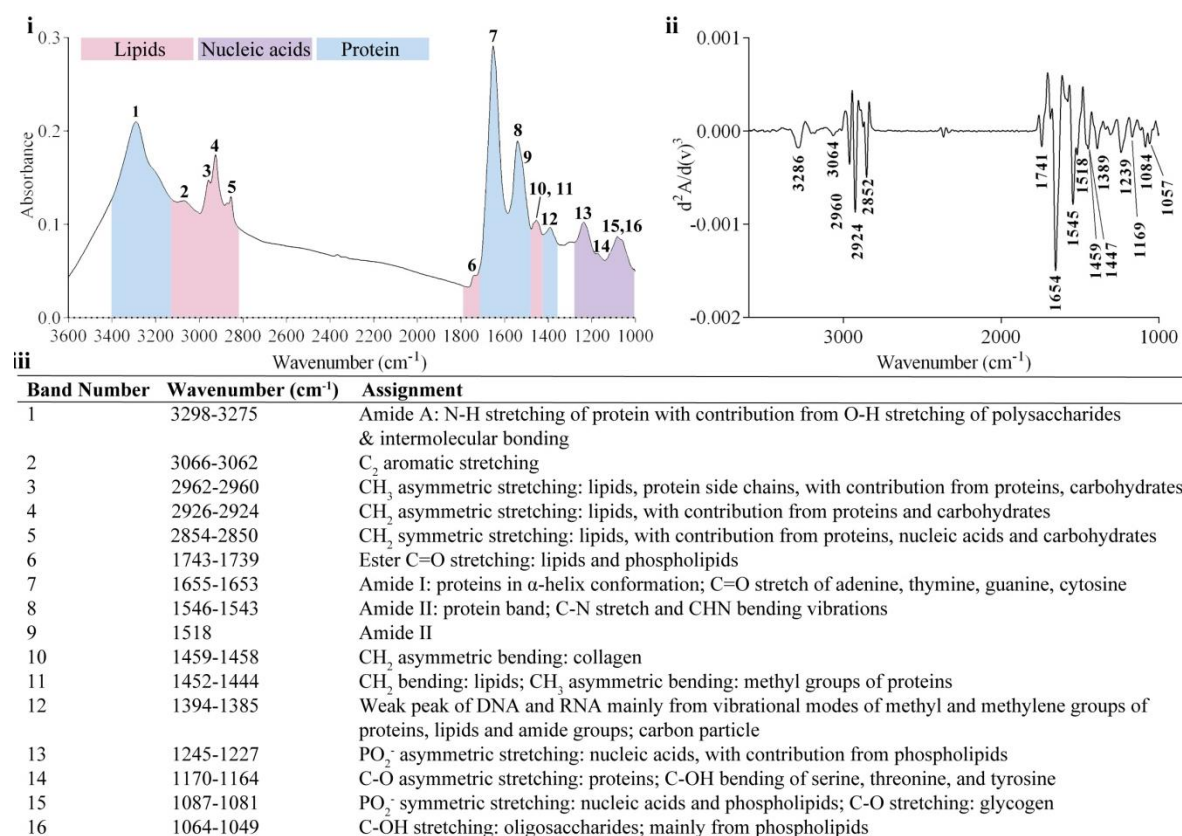 i
Lipids Nucleic acids Protein
0.3
0.2
0.1
0.0
Absorbance
1
2
3
4
5
6
7
8
9
10, 11
12
13
14
15,16
3600 3200 2800 2400 2000 1800 1600 1400 1200 1000
Wavenumber (cm⁻¹)
ii
0.001
0.000
-0.001
-0.002
d²A/d(v)³
3286
3064
2960
2924
2852
1741
1654
1545
1518
1459
1447
1389
1239
1169
1084
1057
3000 2000 1000
Wavenumber (cm⁻¹)
iii
Band Number Wavenumber (cm⁻¹) Assignment
1 3298-3275 Amide A: N-H stretching of protein with contribution from O-H stretching of polysaccharides
& intermolecular bonding
2 3066-3062 C₂ aromatic stretching
3 2962-2960 CH₃ asymmetric stretching: lipids, protein side chains, with contribution from proteins, carbohydrates
4 2926-2924 CH₂ asymmetric stretching: lipids, with contribution from proteins and carbohydrates
5 2854-2850 CH₂ symmetric stretching: lipids, with contribution from proteins, nucleic acids and carbohydrates
6 1743-1739 Ester C=O stretching: lipids and phospholipids
7 1655-1653 Amide I: proteins in α-helix conformation; C=O stretch of adenine, thymine, guanine, cytosine
8 1546-1543 Amide II: protein band; C-N stretch and CHN bending vibrations
9 1518 Amide II
10 1459-1458 CH₂ asymmetric bending: collagen
11 1452-1444 CH₂ bending: lipids; CH₃ asymmetric bending: methyl groups of proteins
12 1394-1385 Weak peak of DNA and RNA mainly from vibrational modes of methyl and methylene groups of
proteins, lipids and amide groups; carbon particle
13 1245-1227 PO₂⁻ asymmetric stretching: nucleic acids, with contribution from phospholipids
14 1170-1164 C-O asymmetric stretching: proteins; C-OH bending of serine, threonine, and tyrosine
15 1087-1081 PO₂⁻ symmetric stretching: nucleic acids and phospholipids; C-O stretching: glycogen
16 1064-1049 C-OH stretching: oligosaccharides; mainly from phospholipids